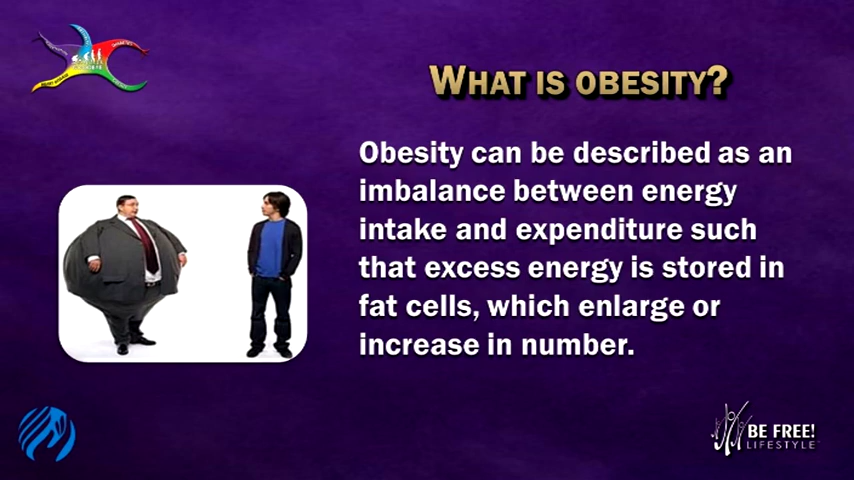 WHAT IS OBESITY?
Obesity can be described as an
imbalance between energy
intake and expenditure such
that excess energy is stored in
fat cells, which enlarge or
increase in number.
BE FREE!
LIFESTYLE